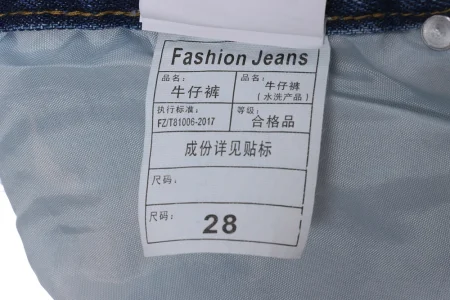 Fashion Jeans
品名: 牛仔裤
品名: 牛仔裤
(水洗产品)
执行标准:
FZ/T81006-2017
等级: 合格品
成份详见贴标
尺码:
尺码: 28